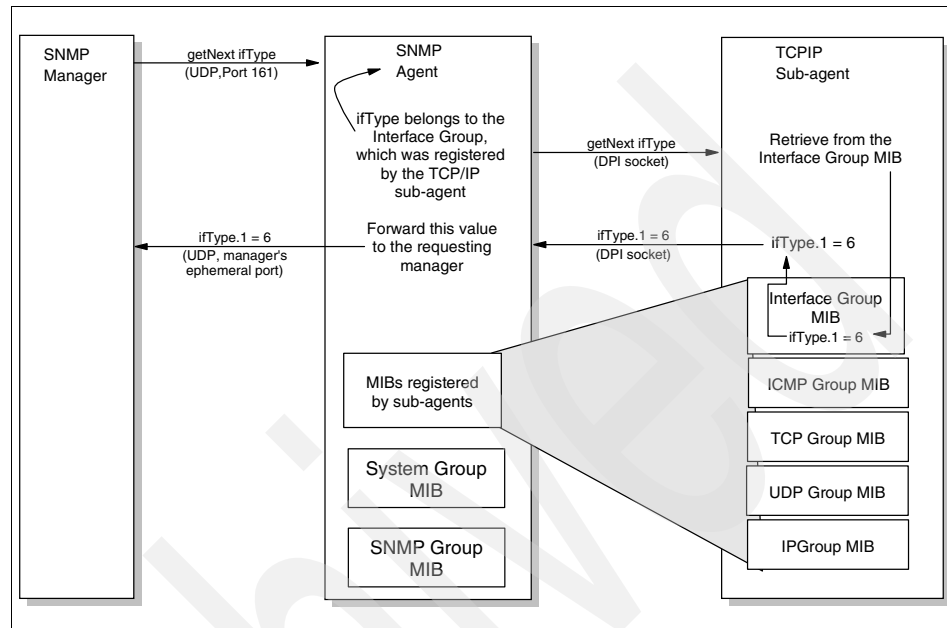 SNMP
Manager
getNext ifType
(UDP,Port 161)
SNMP
Agent
ifType belongs to the
Interface Group,
which was registered
by the TCP/IP
sub-agent
getNext ifType
(DPI socket)
TCPIP
Sub-agent
Retrieve from the
Interface Group MIB
ifType.1 = 6
(UDP, manager's
ephemeral port)
Forward this value
to the requesting
manager
ifType.1 = 6
(DPI socket)
ifType.1 = 6
Interface Group
MIB
ifType.1 = 6
MIBs registered
by sub-agents
ICMP Group MIB
TCP Group MIB
System Group
MIB
UDP Group MIB
SNMP Group
MIB
IPGroup MIB